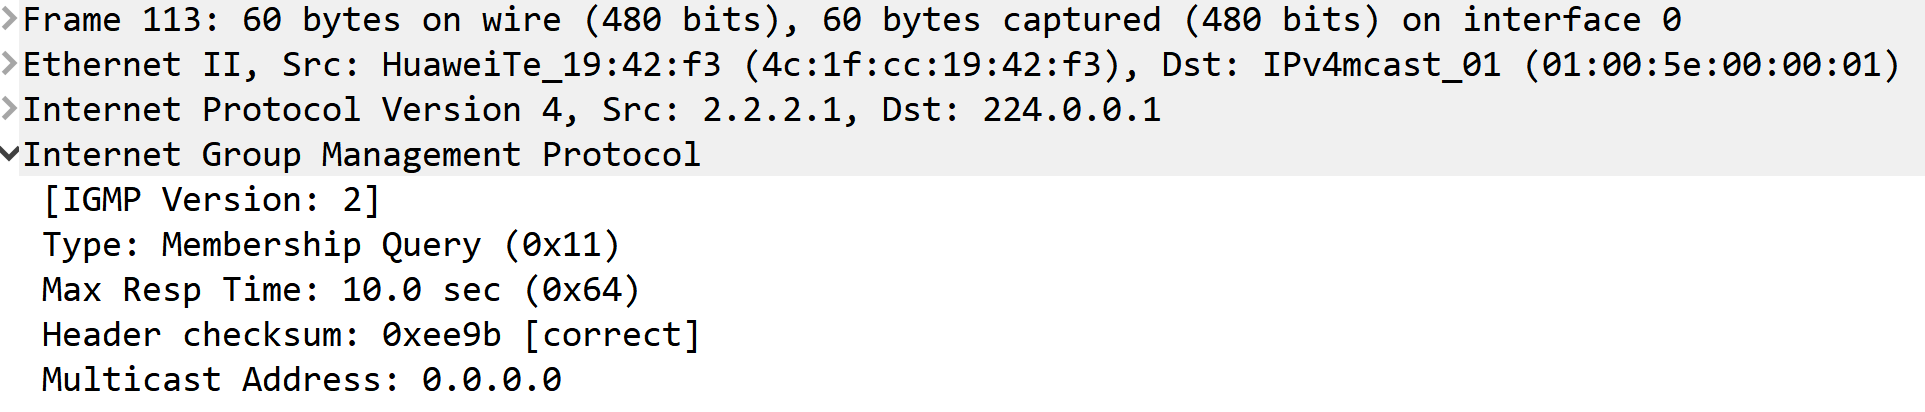 Frame 113: 60 bytes on wire (480 bits), 60 bytes captured (480 bits) on interface 0
Ethernet II, Src: HuaweiTe_19:42:f3 (4c:1f:cc:19:42:f3), Dst: IPv4mcast_01 (01:00:5e:00:00:01)
Internet Protocol Version 4, Src: 2.2.2.1, Dst: 224.0.0.1
Internet Group Management Protocol
[IGMP Version: 2]
Type: Membership Query (0x11)
Max Resp Time: 10.0 sec (0x64)
Header checksum: 0xee9b [correct]
Multicast Address: 0.0.0.0